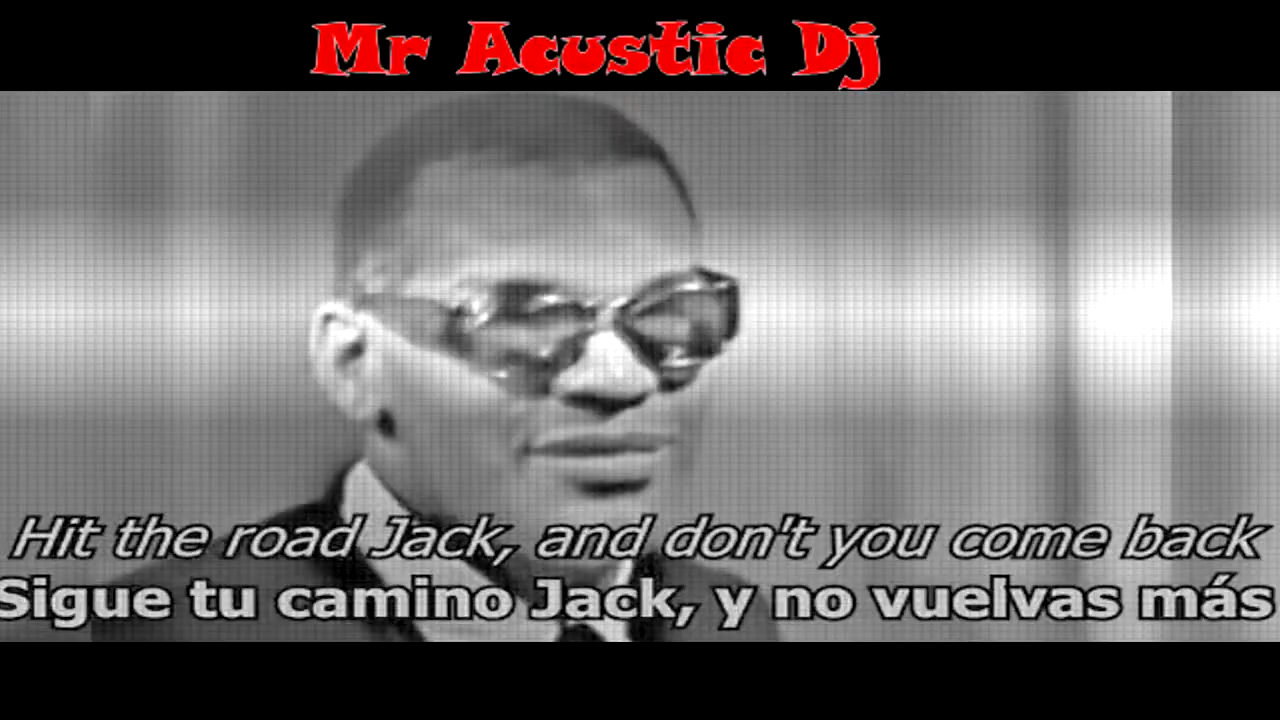 Mr Acustic Dj
Hit the road Jack, and don't you come back
Sigue tu camino Jack, y no vuelvas más